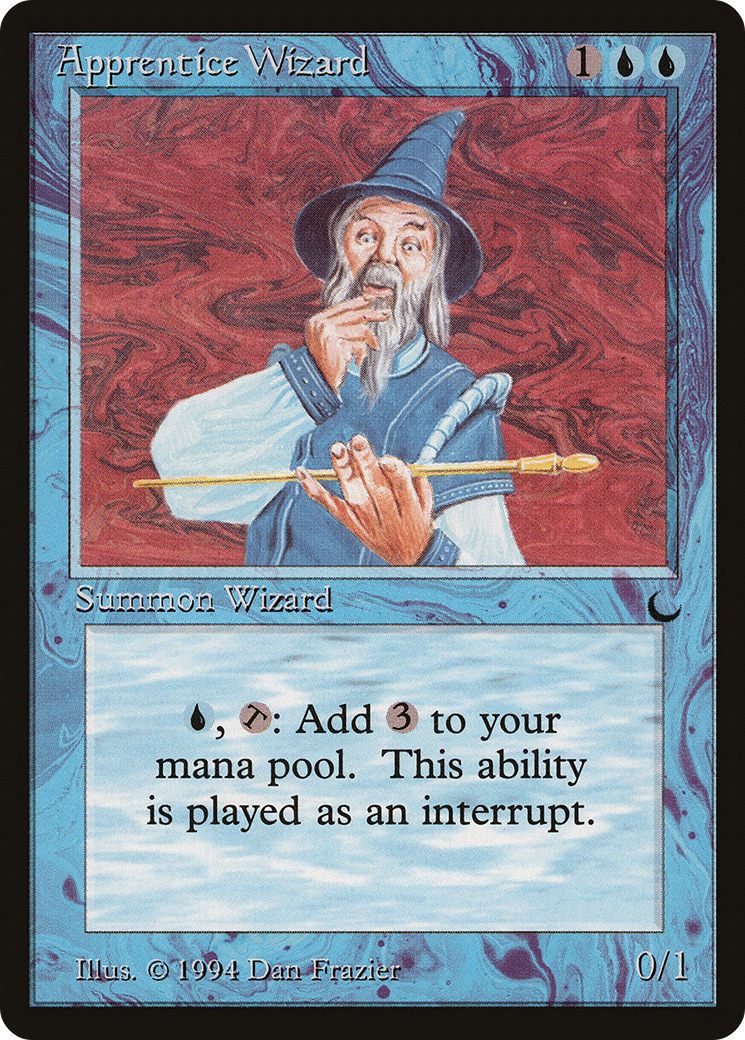 Apprentice Wizard 1
Summon Wizard
, T: Add 3 to your
mana pool. This ability
is played as an interrupt.
Illus. © 1994 Dan Frazier 0/1